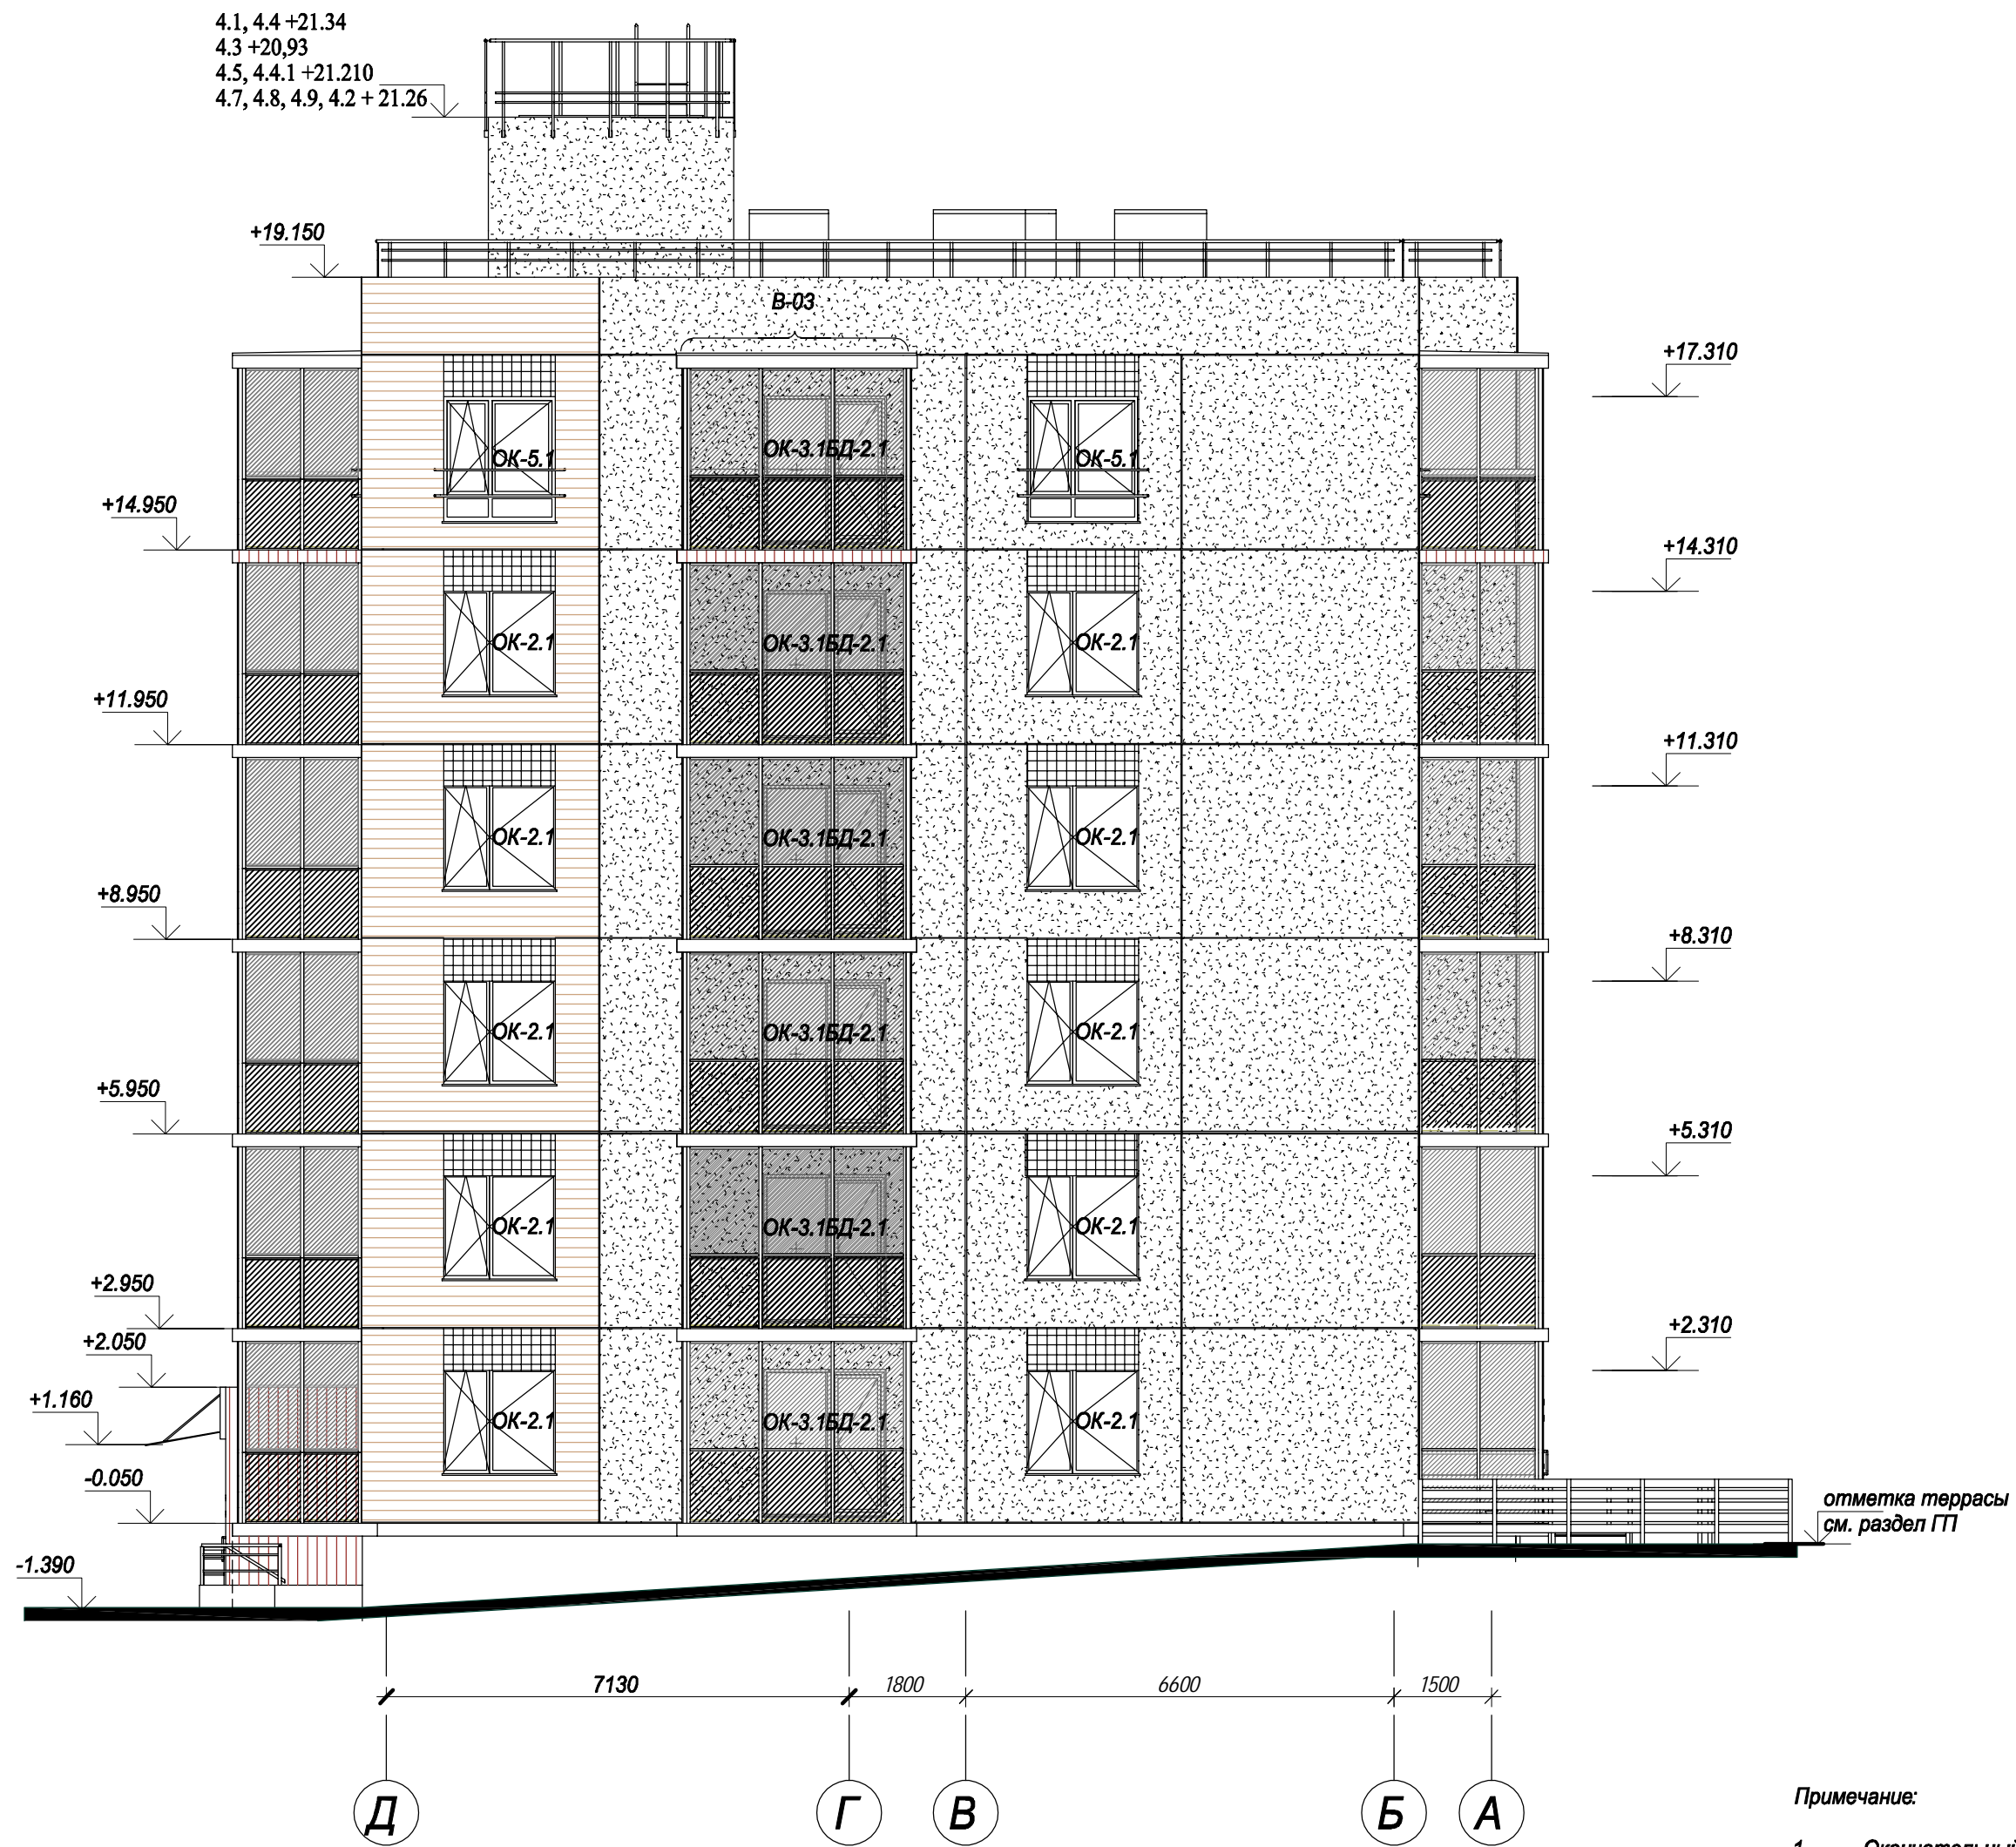 4.1, 4.4 +21.34
4.3 +20,93
4.5, 4.4.1 +21.210
4.7, 4.8, 4.9, 4.2 + 21.26
+19.150
В-03
+17.310
ОК-5.1
ОК-3.1БД-2.1
ОК-5.1
+14.950
+14.310
ОК-2.1
ОК-3.1БД-2.1
ОК-2.1
+11.950
+11.310
ОК-2.1
ОК-3.1БД-2.1
ОК-2.1
+8.950
+8.310
ОК-2.1
ОК-3.1БД-2.1
ОК-2.1
+5.950
+5.310
ОК-2.1
ОК-3.1БД-2.1
ОК-2.1
+2.950
+2.310
+2.050
+1.160
ОК-2.1
ОК-3.1БД-2.1
ОК-2.1
-0.050
отметка террасы
см. раздел ГП
-1.390
7130
1800
6600
1500
Д
Г
В
Б
А
Примечание: